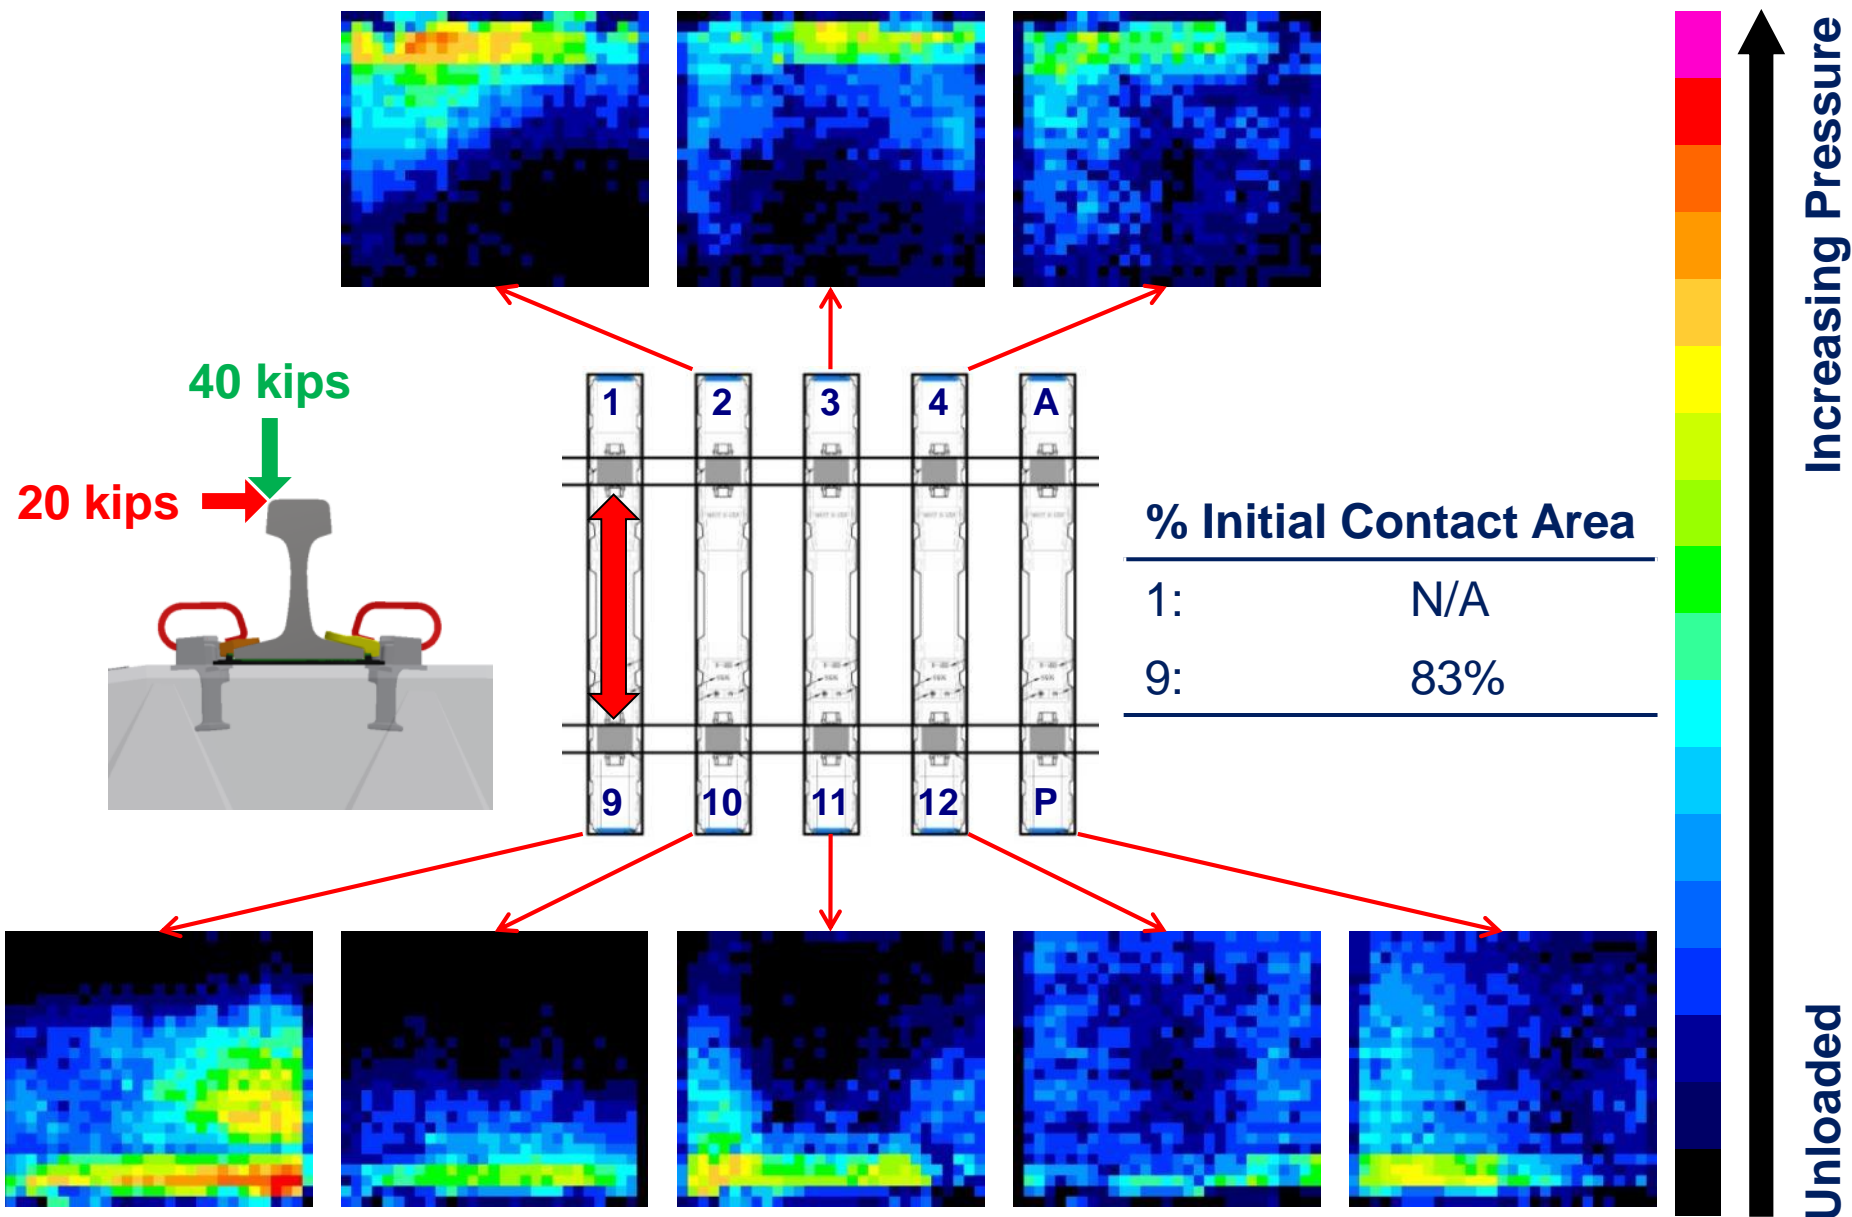 Increasing Pressure
40 kips
20 kips
1 2 3 4 A
% Initial Contact Area
1: N/A
9: 83%
9 10 11 12 P
Unloaded